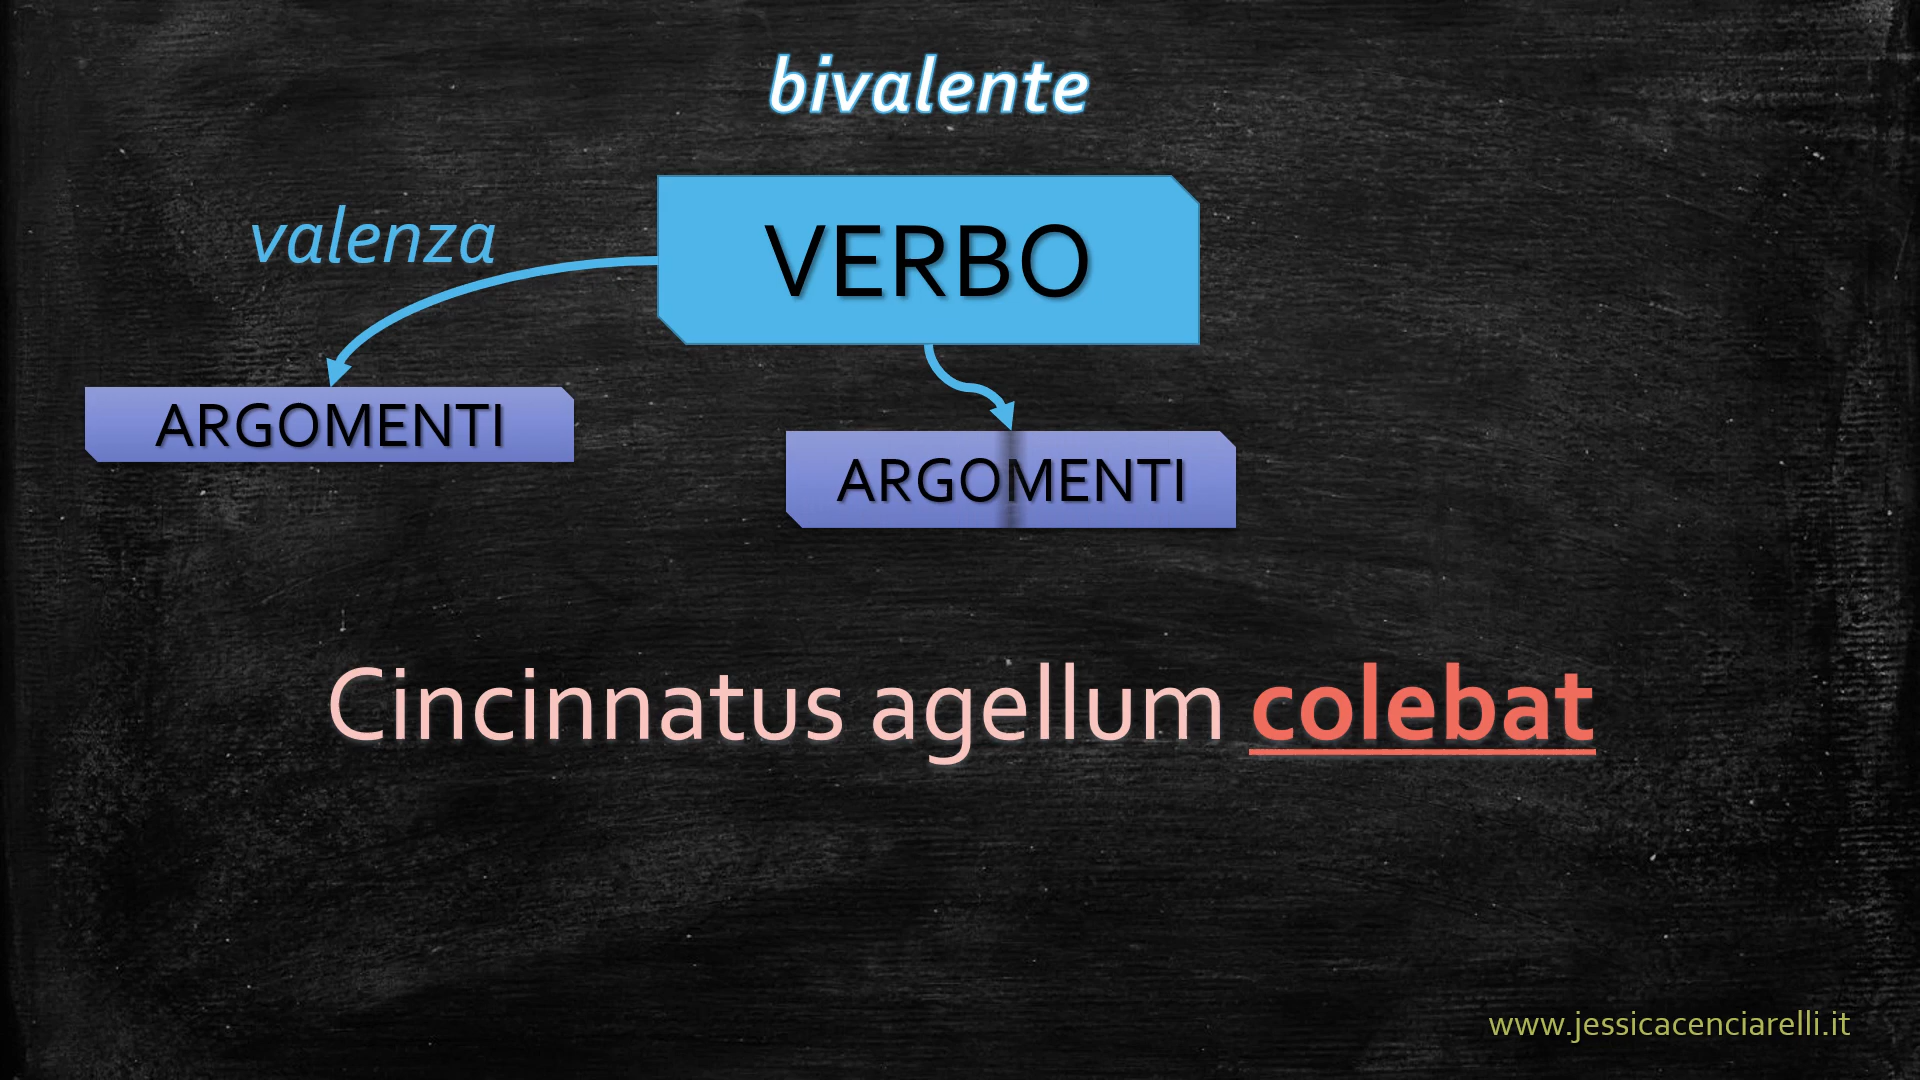 bivalente
valenza
VERBO
ARGOMENTI
ARGOMENTI
Cincinnatus agellum colebat
www.jessicacenciarelli.it